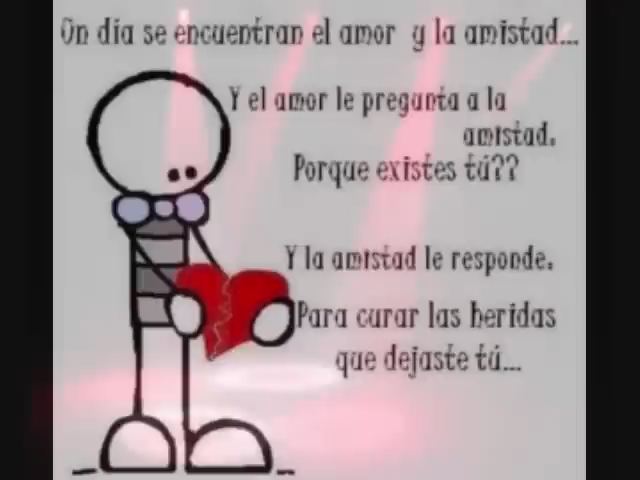 Un dia se encuentran el amor y la amistad...
Y el amor le pregunta a la
amistad.
Porque existes tú??
Y la amistad le responde.
Para curar las heridas
que dejaste tú...